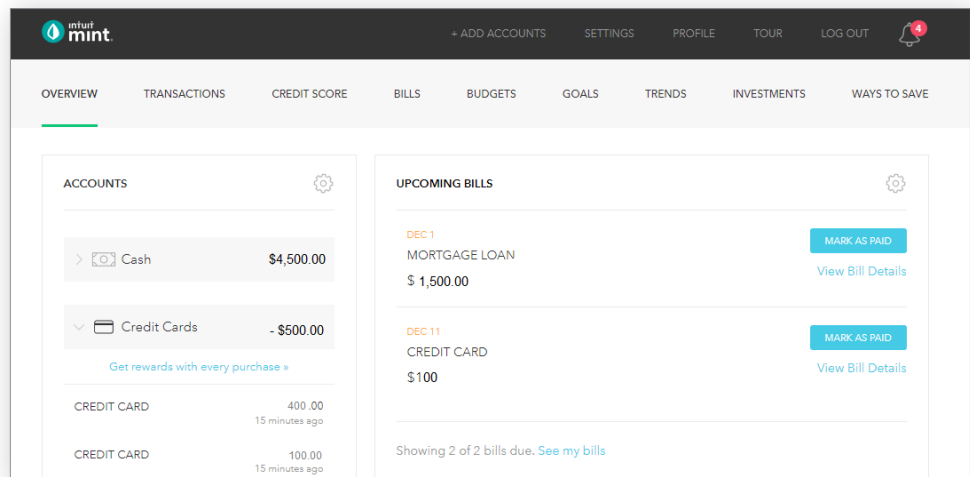 intuit
mint.
+ ADD ACCOUNTS SETTINGS PROFILE TOUR LOG OUT 4
OVERVIEW TRANSACTIONS CREDIT SCORE BILLS BUDGETS GOALS TRENDS INVESTMENTS WAYS TO SAVE
ACCOUNTS
Cash $4,500.00
Credit Cards - $500.00
Get rewards with every purchase »
CREDIT CARD 400 .00
15 minutes ago
CREDIT CARD 100.00
15 minutes ago
UPCOMING BILLS
DEC 1
MORTGAGE LOAN
$ 1,500.00
MARK AS PAID
View Bill Details
DEC 11
CREDIT CARD
$100
MARK AS PAID
View Bill Details
Showing 2 of 2 bills due. See my bills